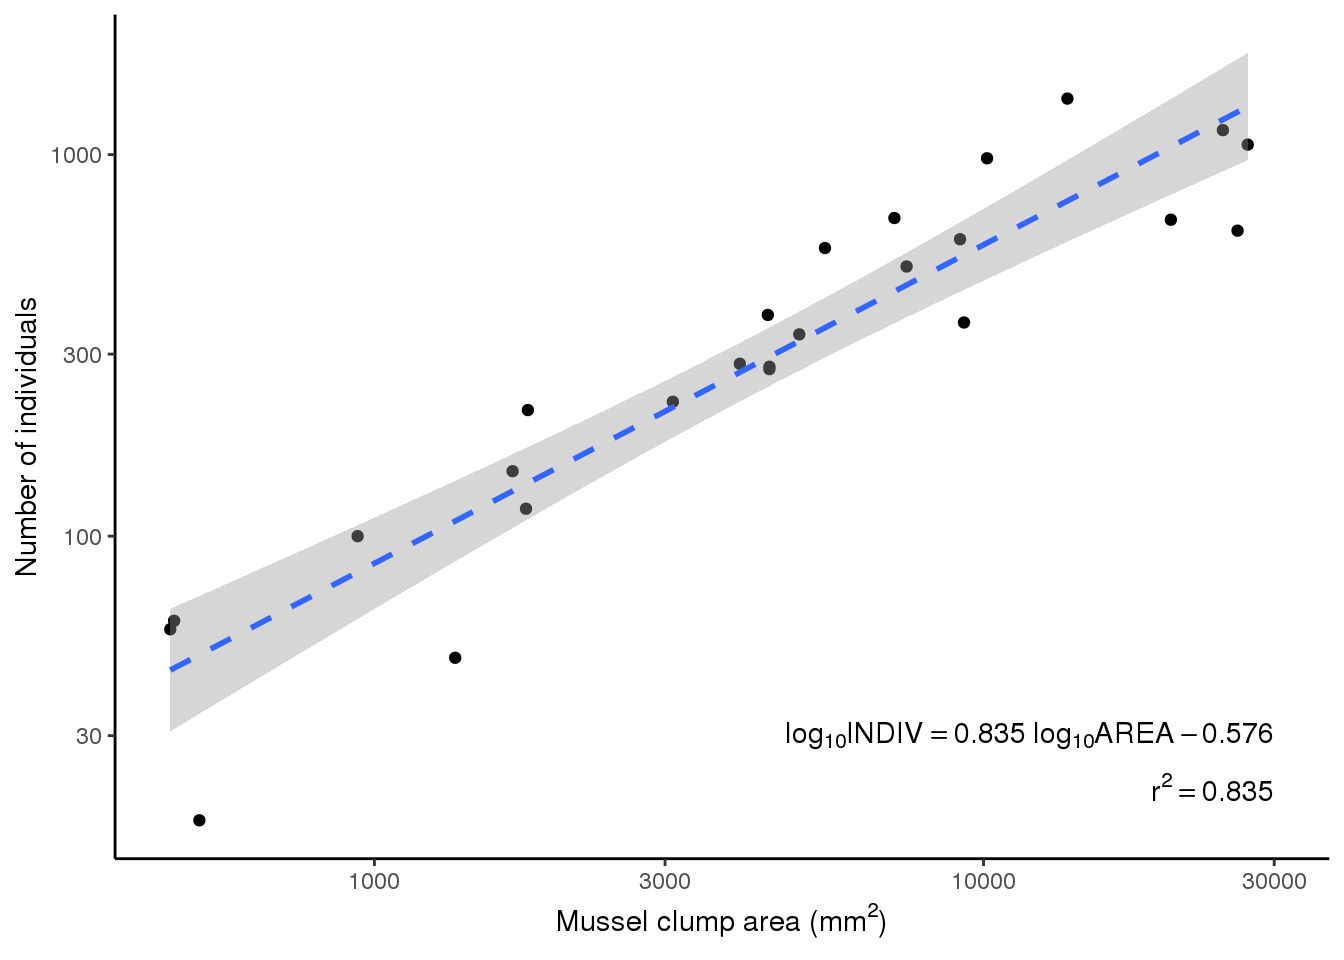 1000
300
100
30
Number of individuals
log₁₀INDIV = 0.835 log₁₀AREA − 0.576
r² = 0.835
1000 3000 10000 30000
Mussel clump area (mm²)